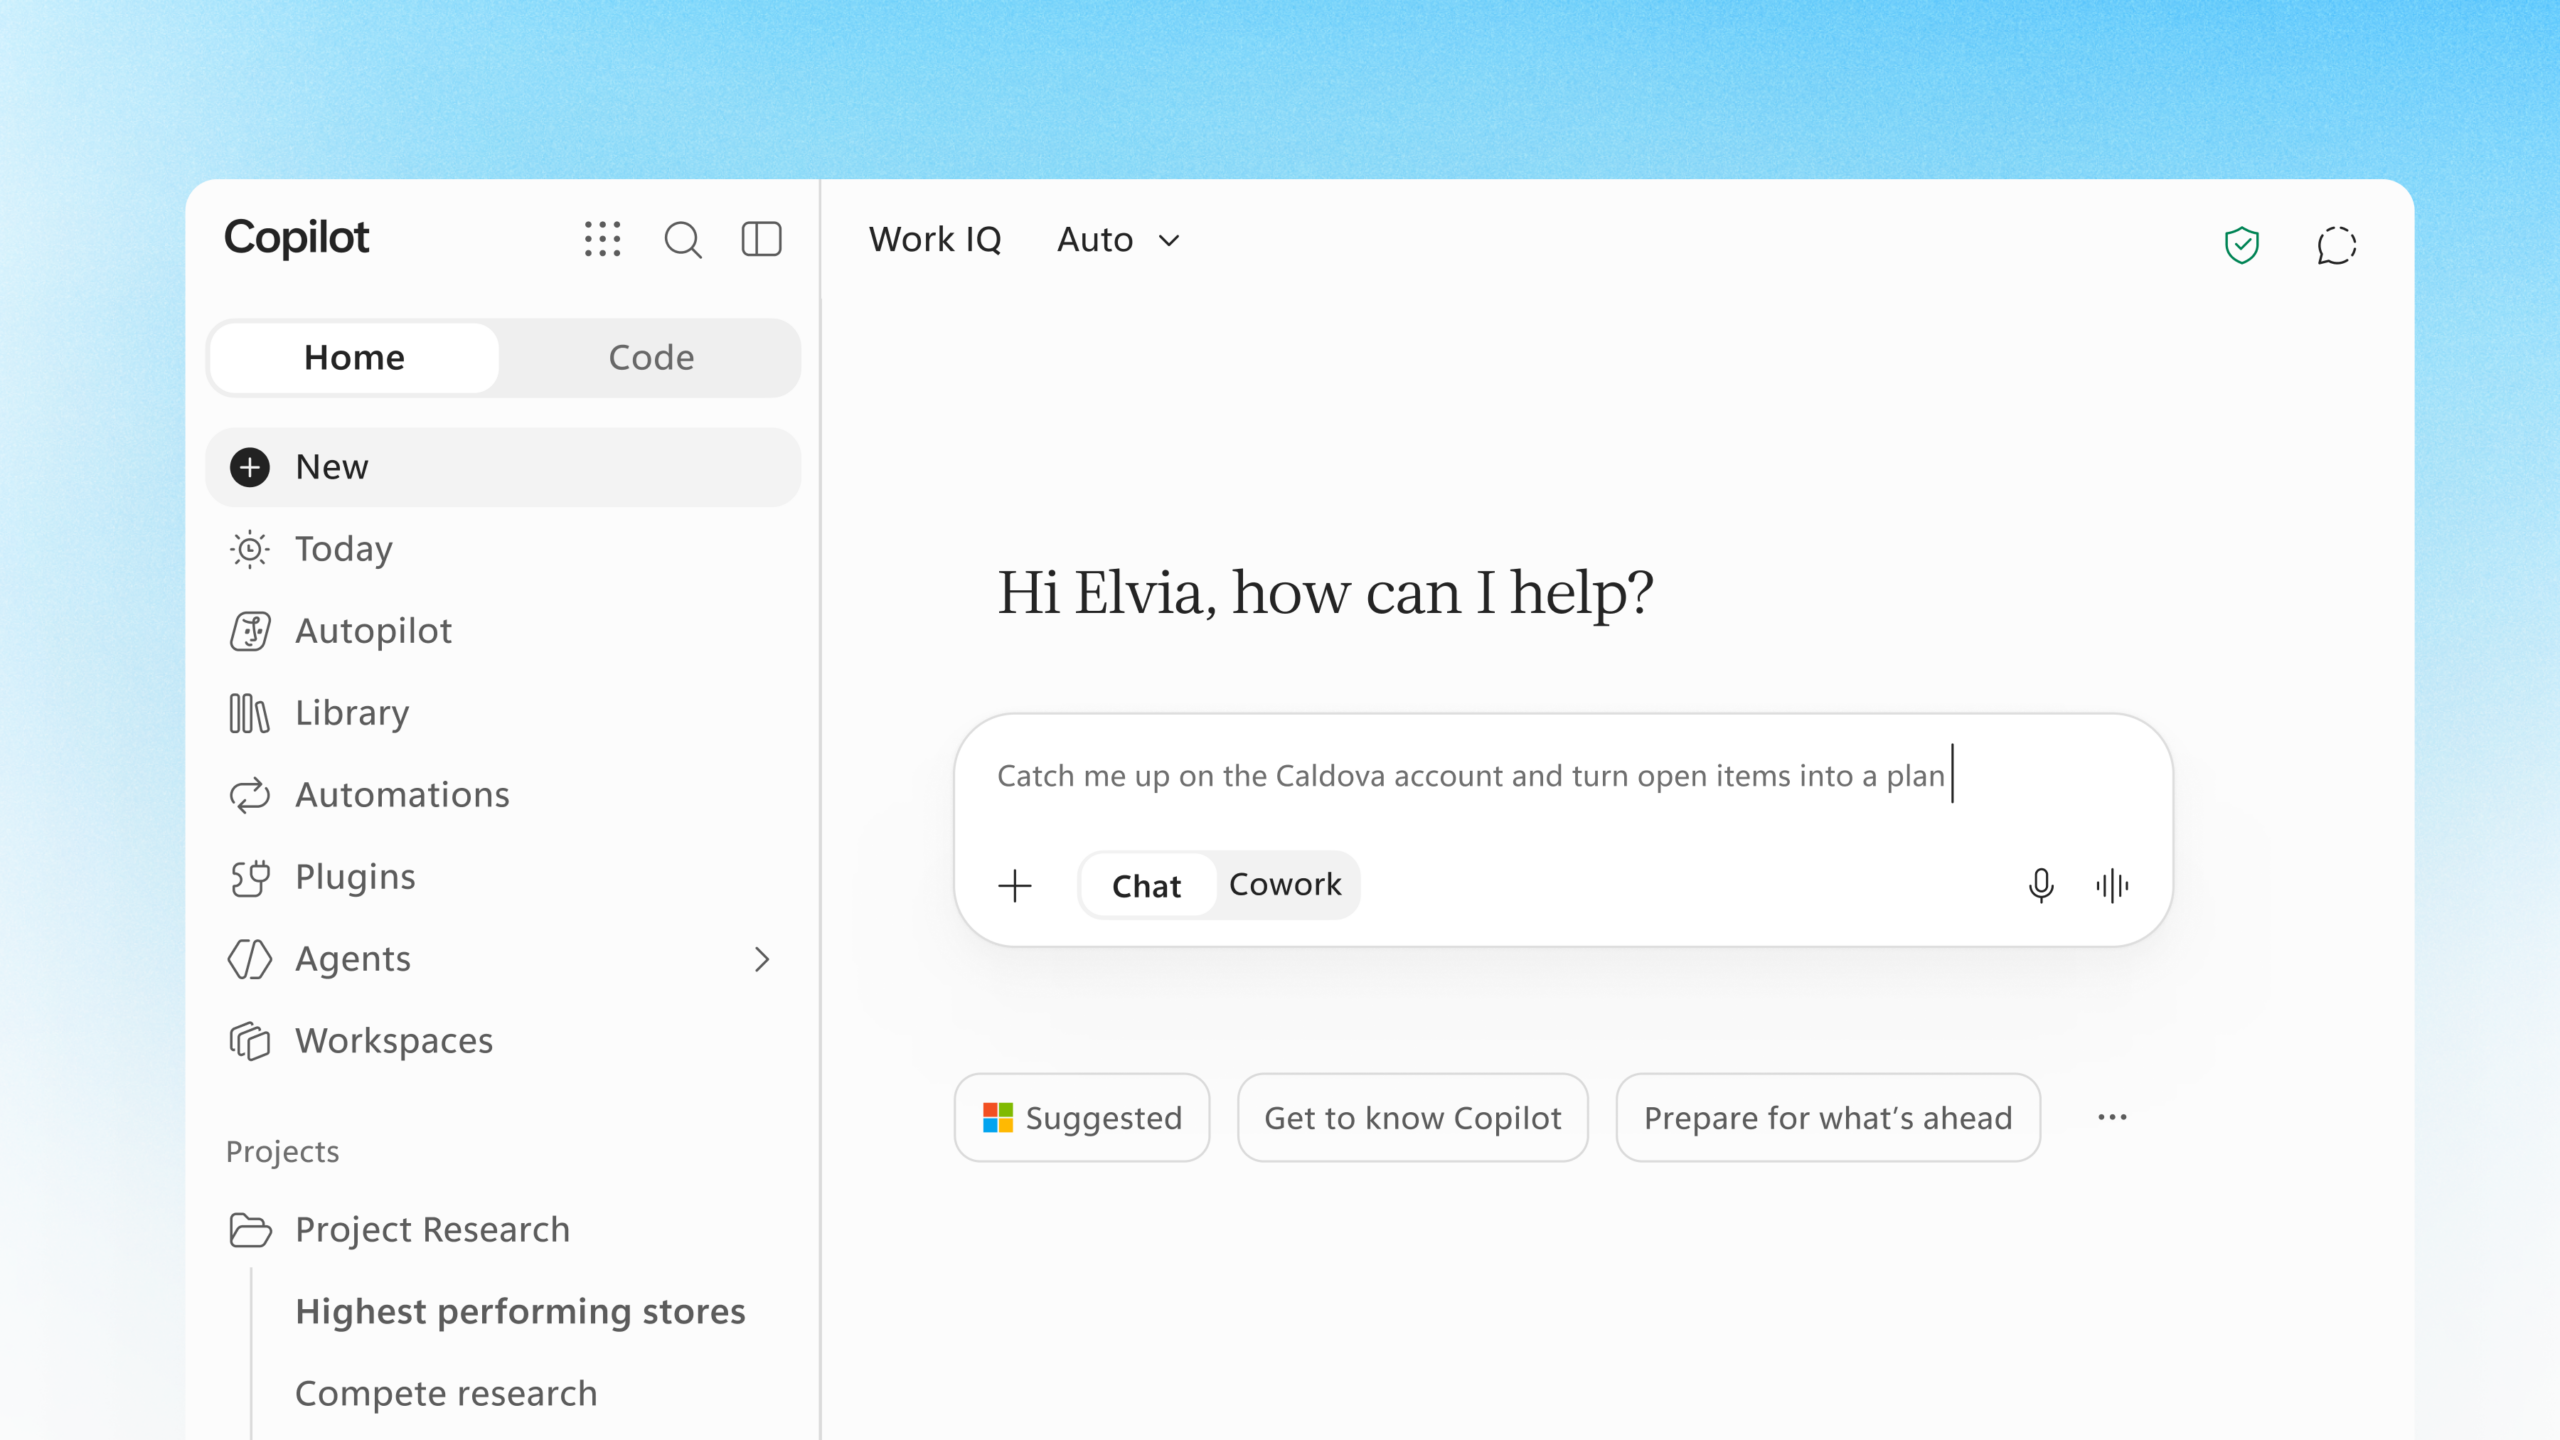 Copilot
Home
Code
New
Today
Autopilot
Library
Automations
Plugins
Agents
Workspaces
Projects
Project Research
Highest performing stores
Compete research
Work IQ
Auto
Hi Elvia, how can I help?
Catch me up on the Caldova account and turn open items into a plan
Chat
Cowork
Suggested
Get to know Copilot
Prepare for what’s ahead